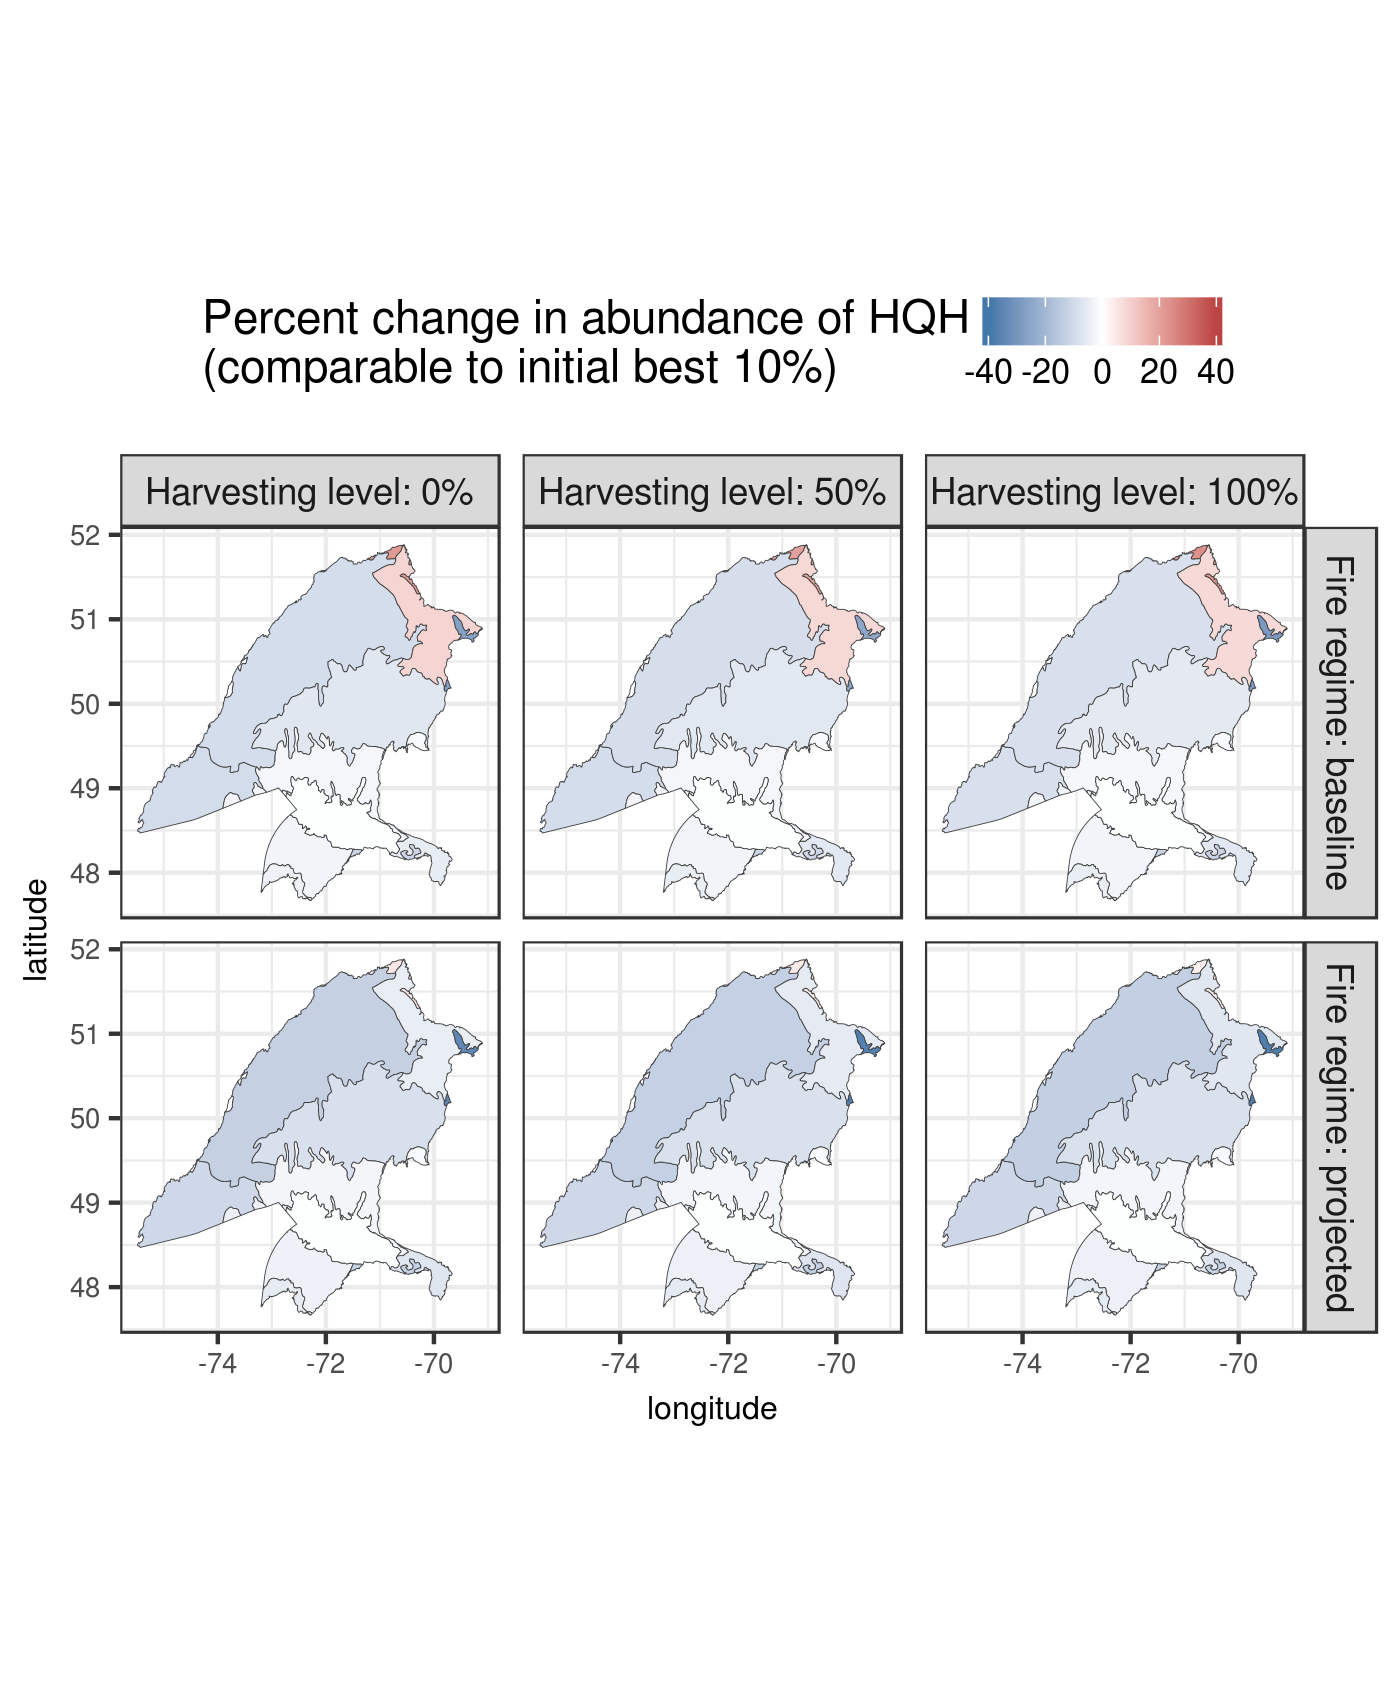 Percent change in abundance of HQH
(comparable to initial best 10%)
-40 -20 0 20 40
Harvesting level: 0%
Harvesting level: 50%
Harvesting level: 100%
52
51
50
49
48
Fire regime: baseline
latitude
52
51
50
49
48
Fire regime: projected
-74 -72 -70
-74 -72 -70
-74 -72 -70
longitude